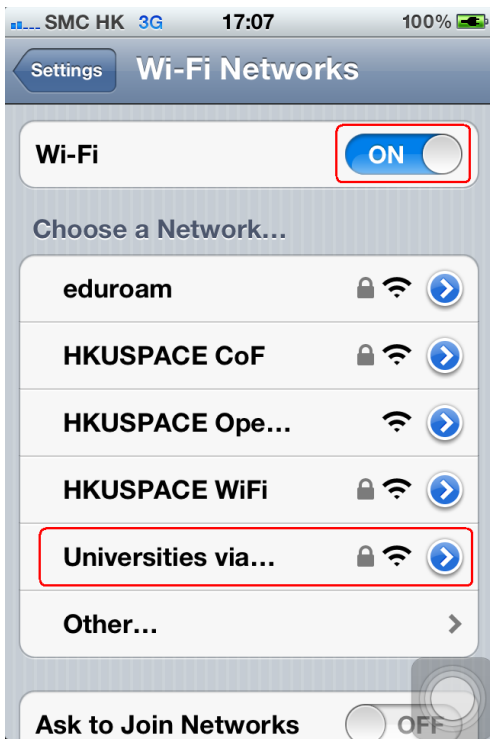 SMC HK 3G 17:07 100%
Settings Wi-Fi Networks
Wi-Fi ON
Choose a Network...
eduroam
HKUSPACE CoF
HKUSPACE Ope...
HKUSPACE WiFi
Universities via...
Other...
Ask to Join Networks OFF